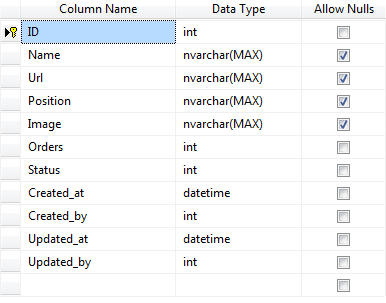 Column Name Data Type Allow Nulls
ID int
Name nvarchar(MAX)
Url nvarchar(MAX)
Position nvarchar(MAX)
Image nvarchar(MAX)
Orders int
Status int
Created_at datetime
Created_by int
Updated_at datetime
Updated_by int